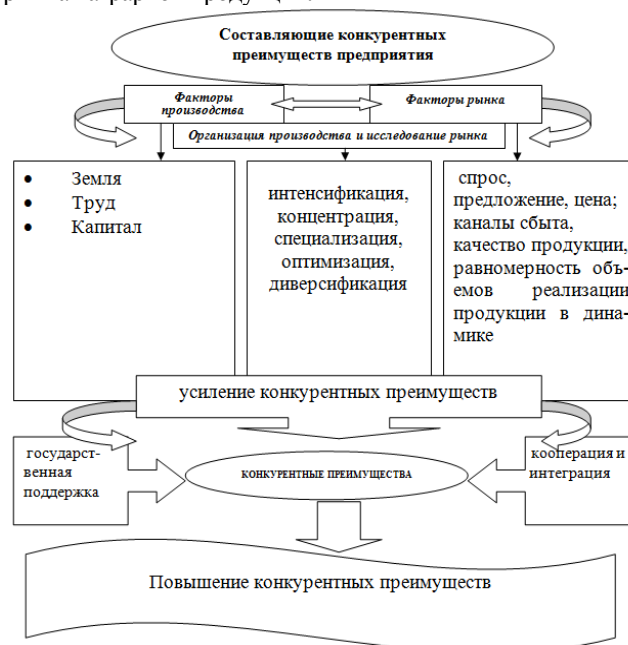 Составляющие конкурентных
преимуществ предприятия
Факторы
производства
Факторы рынка
Организация производства и исследование рынка
• Земля
• Труд
• Капитал
интенсификация,
концентрация,
специализация,
оптимизация,
диверсификация
спрос,
предложение, цена;
каналы сбыта,
качество продукции,
равномерность объ-
емов реализации
продукции в дина-
мике
усиление конкурентных преимуществ
государст-
венная
поддержка
КОНКУРЕНТНЫЕ ПРЕИМУЩЕСТВА
кооперация и
интеграция
Повышение конкурентных преимуществ